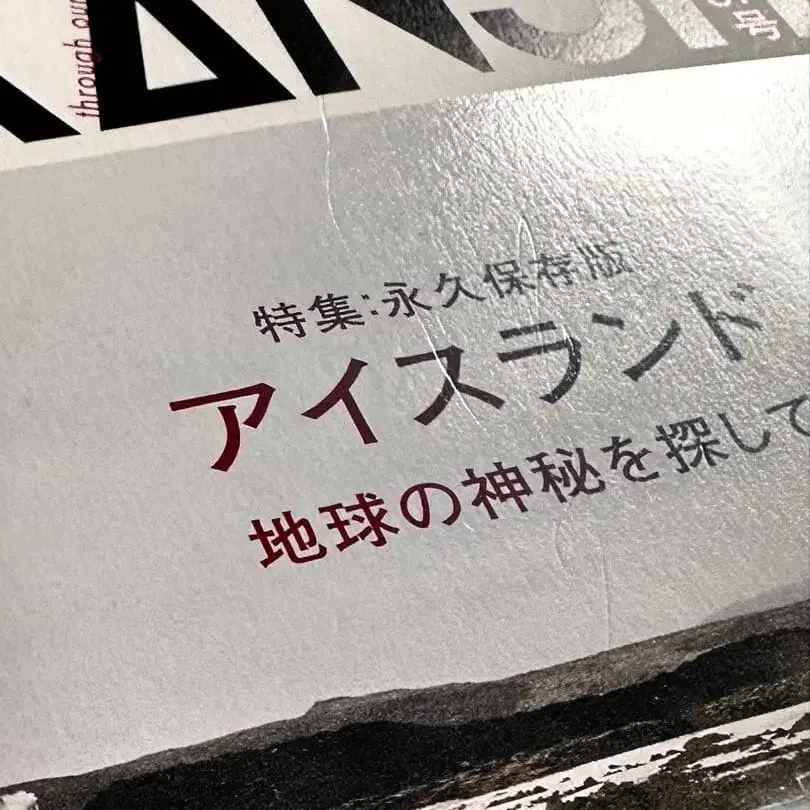 through our
特集:永久保存版
アイスランド
地球の神秘を探して